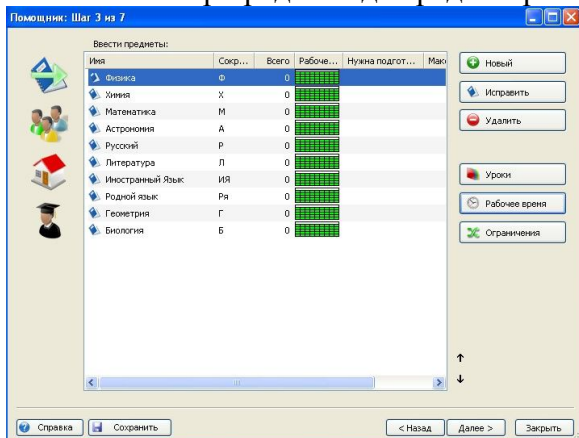 Помощник: Шаг 3 из 7
Ввести предметы:
Имя Сокр... Всего Рабоче... Нужна подгот... Мако
Физика Ф 0
Химия Х 0
Математика М 0
Астрономия А 0
Русский Р 0
Литература Л 0
Иностранный Язык ИЯ 0
Родной язык Ря 0
Геометрия Г 0
Биология Б 0
Новый
Исправить
Удалить
Уроки
Рабочее время
Ограничения
Справка
Сохранить
< Назад
Далее >
Закрыть